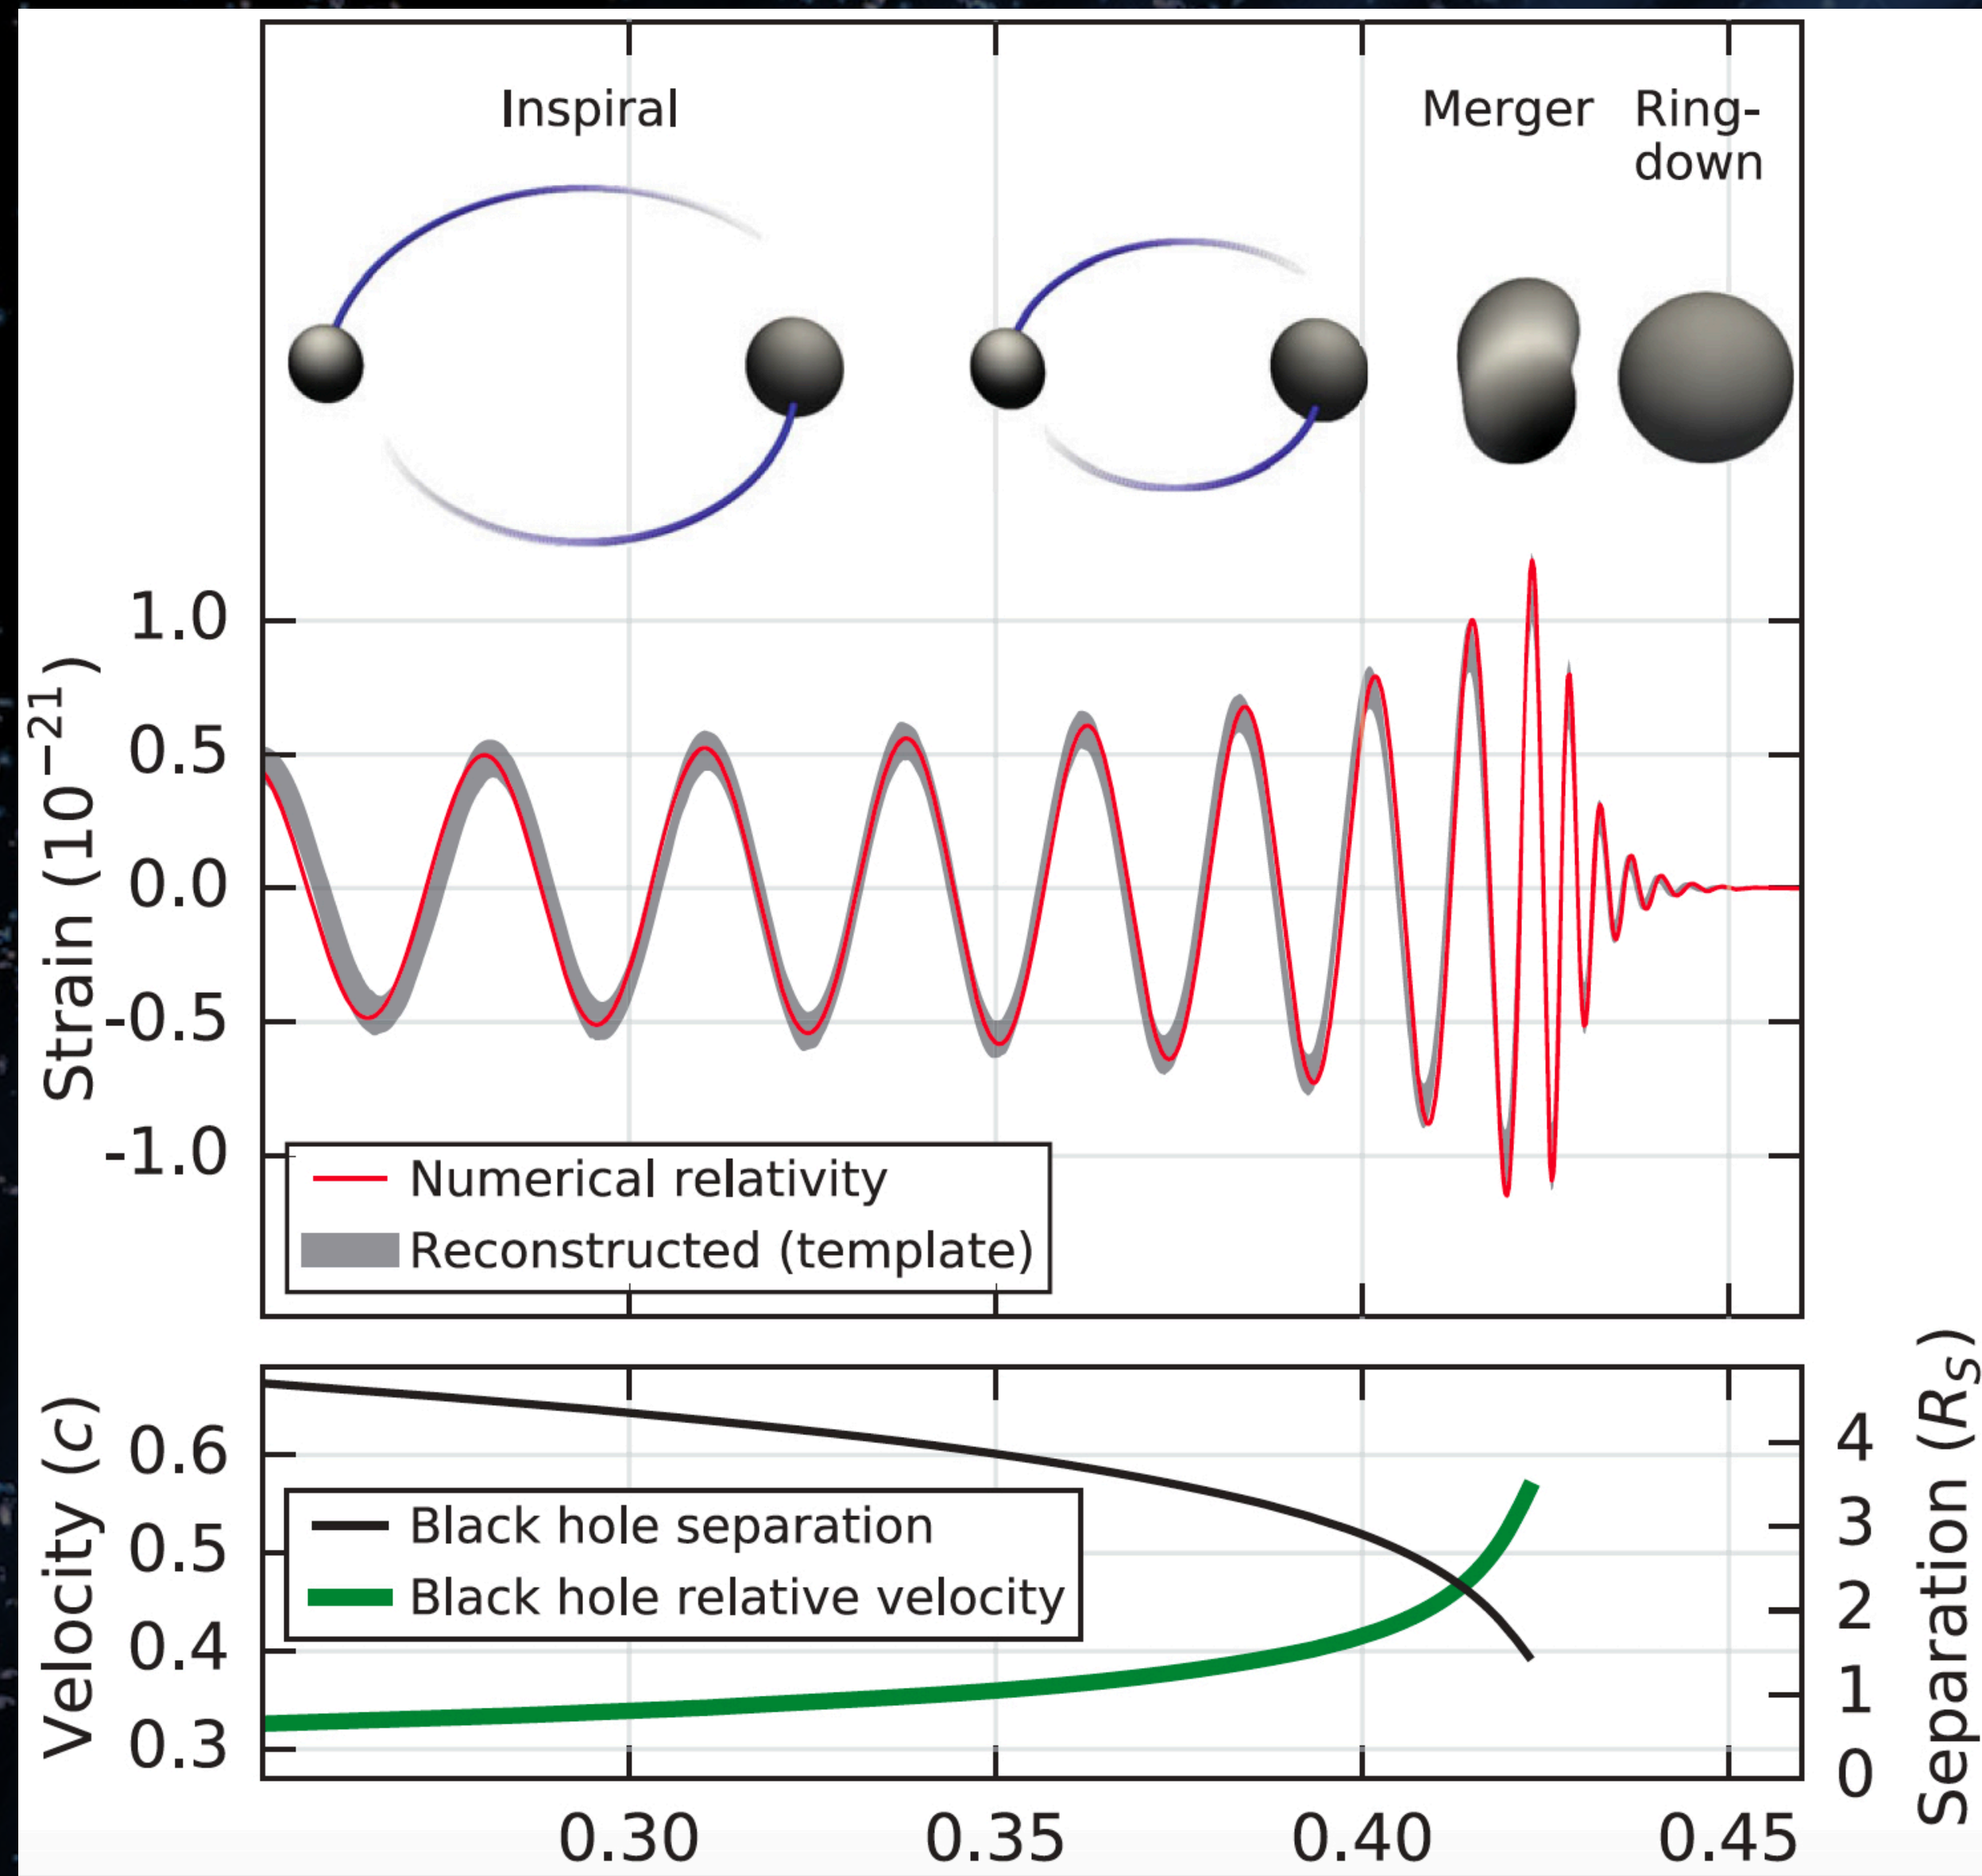 Inspiral
Merger
Ring-
down
Strain (10⁻²¹)
1.0
0.5
0.0
-0.5
-1.0
Numerical relativity
Reconstructed (template)
Velocity (c)
0.6
0.5
0.4
0.3
Black hole separation
Black hole relative velocity
Separation (R_S)
4
3
2
1
0
0.30 0.35 0.40 0.45